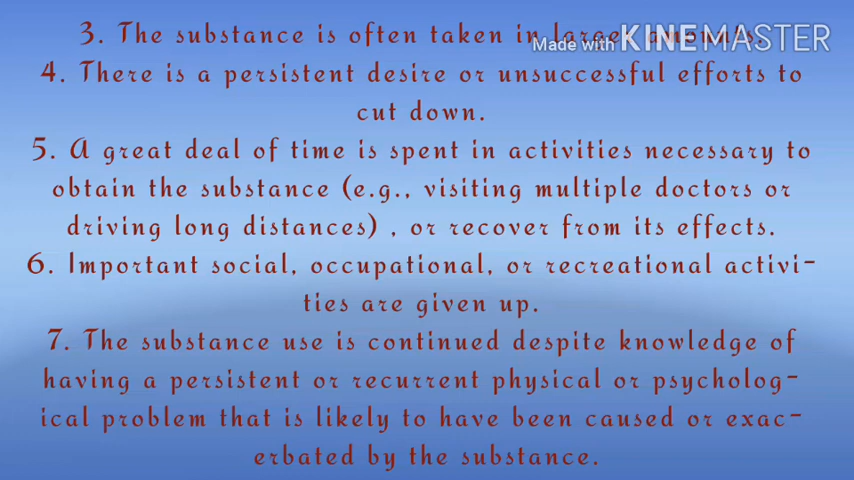 3. The substance is often taken in larger amounts.
Made with KINEMASTER
4. There is a persistent desire or unsuccessful efforts to
cut down.
5. A great deal of time is spent in activities necessary to
obtain the substance (e.g., visiting multiple doctors or
driving long distances) , or recover from its effects.
6. Important social, occupational, or recreational activi-
ties are given up.
7. The substance use is continued despite knowledge of
having a persistent or recurrent physical or psycholog-
ical problem that is likely to have been caused or exac-
erbated by the substance.